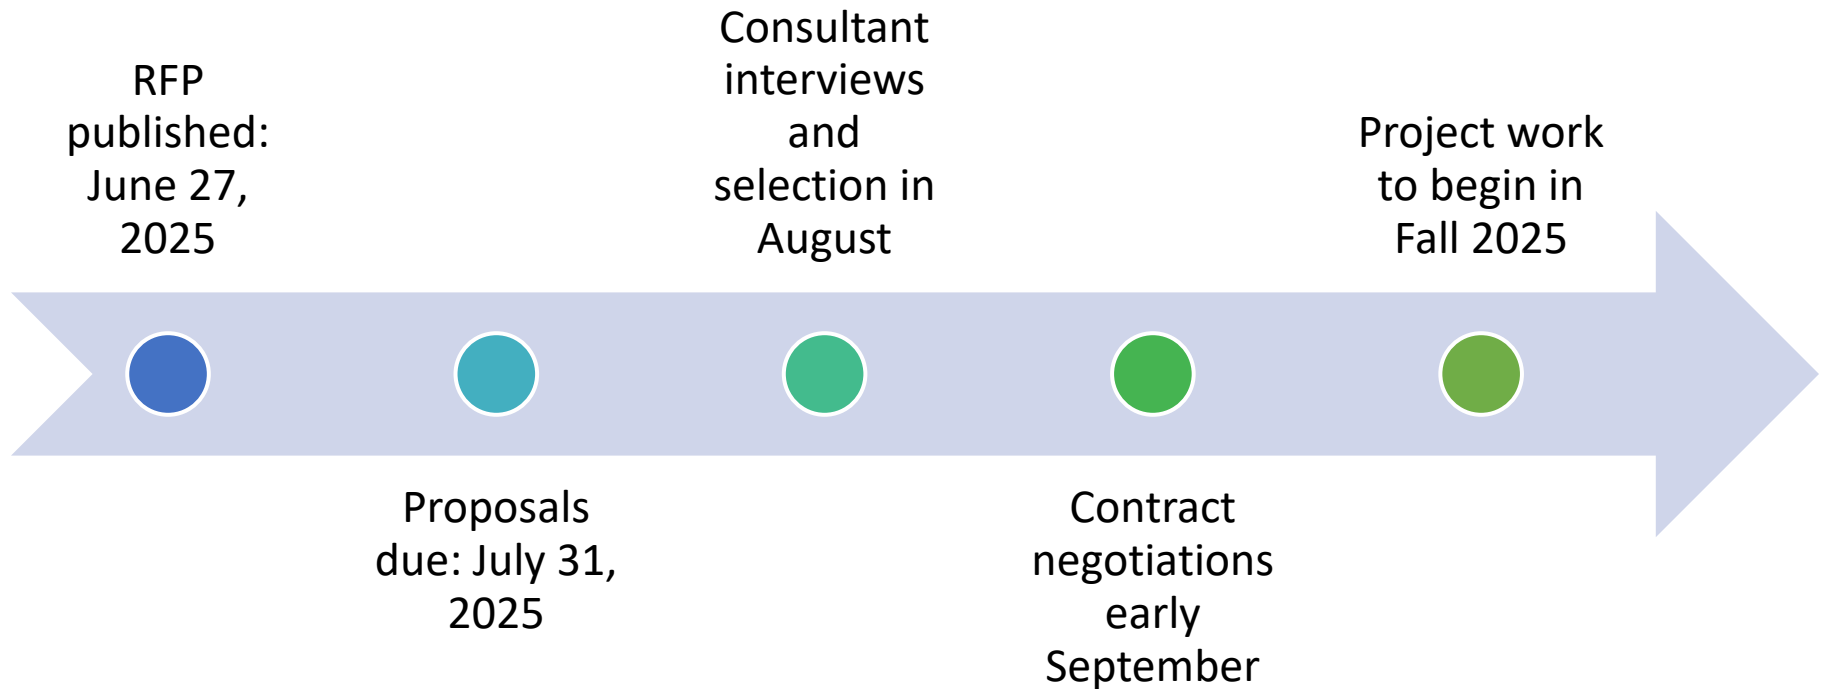 RFP
published:
June 27,
2025
Proposals
due: July 31,
2025
Consultant
interviews
and
selection in
August
Contract
negotiations
early
September
Project work
to begin in
Fall 2025